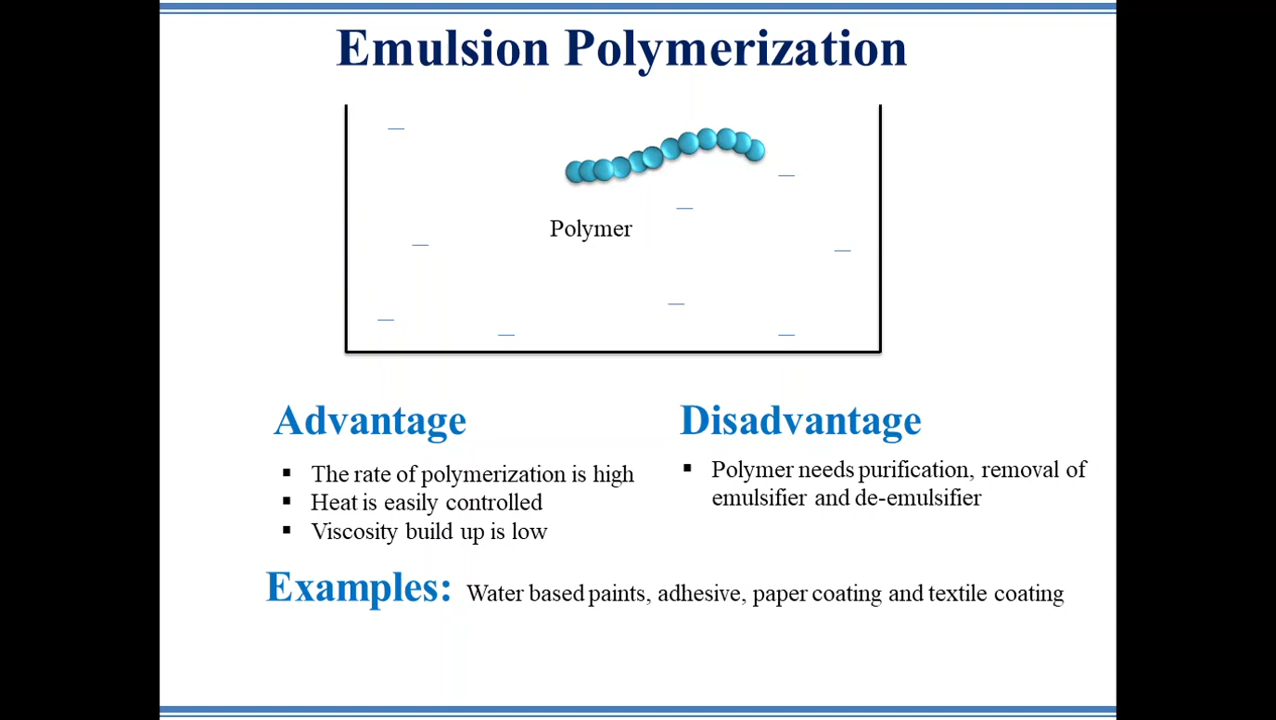 Emulsion Polymerization
Polymer
Advantage
▪ The rate of polymerization is high
▪ Heat is easily controlled
▪ Viscosity build up is low
Disadvantage
▪ Polymer needs purification, removal of
emulsifier and de-emulsifier
Examples: Water based paints, adhesive, paper coating and textile coating